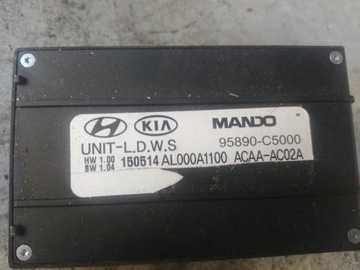 KIA MANDO
UNIT-L.D.W.S 95890-C5000
HW 1.00
SW 1.04 150514 AL000A1100 ACAA-AC02A